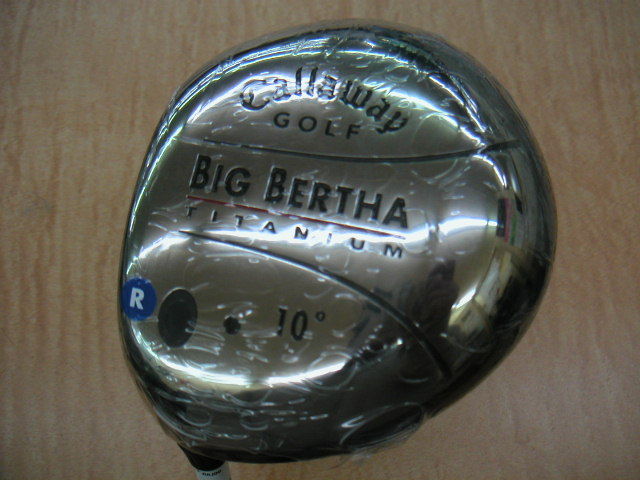 Callaway
GOLF
BIG BERTHA
TITANIUM
R
10°